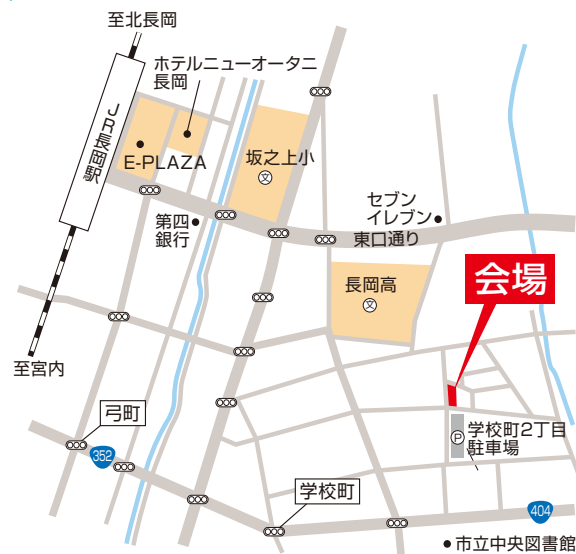 至北長岡
ホテルニューオータニ
長岡
JR長岡駅
E-PLAZA
坂之上小
文
セブン
イレブン
第四
銀行
東口通り
長岡高
文
会場
至宮内
弓町
352
P
学校町2丁目
駐車場
学校町
404
市立中央図書館